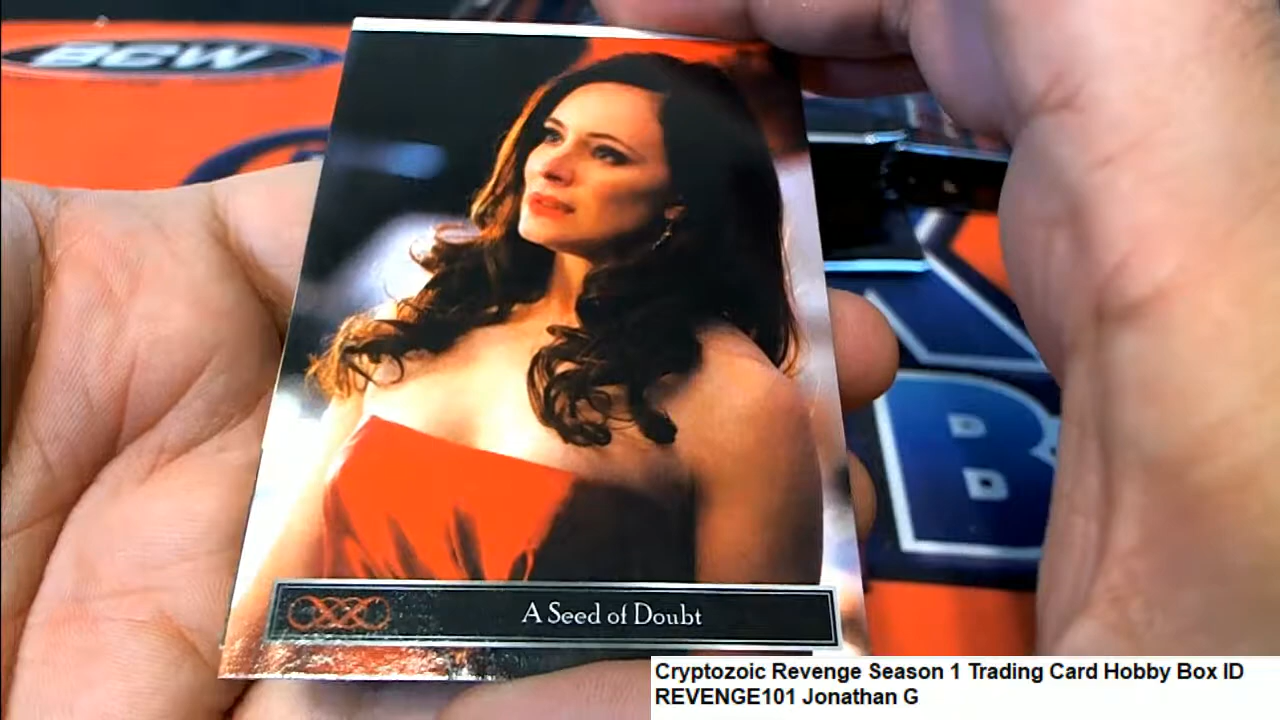 BCW
A Seed of Doubt
B
Cryptozoic Revenge Season 1 Trading Card Hobby Box ID
REVENGE101 Jonathan G